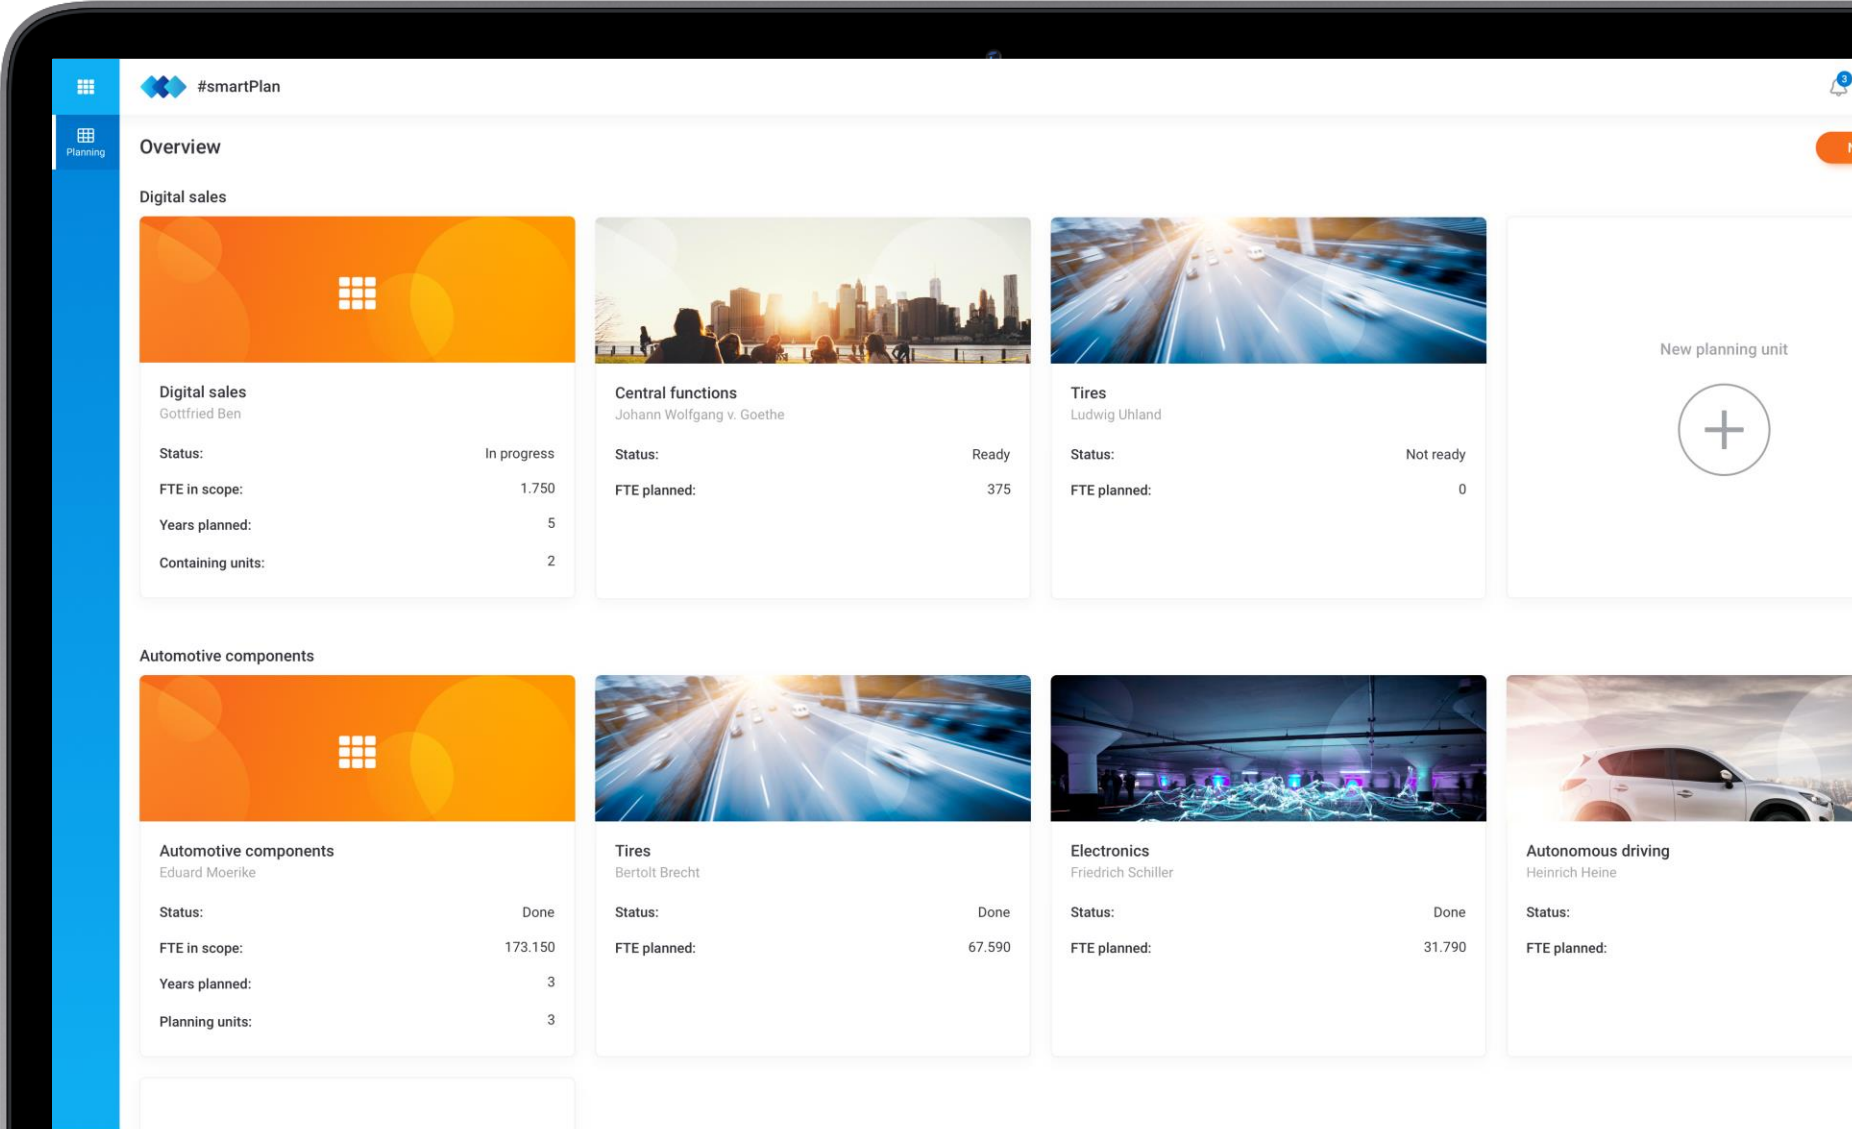 #smartPlan
3
Planning
Overview
Digital sales
Digital sales
Gottfried Ben
Status: In progress
FTE in scope: 1.750
Years planned: 5
Containing units: 2
Central functions
Johann Wolfgang v. Goethe
Status: Ready
FTE planned: 375
Tires
Ludwig Uhland
Status: Not ready
FTE planned: 0
New planning unit
Automotive components
Automotive components
Eduard Moerike
Status: Done
FTE in scope: 173.150
Years planned: 3
Planning units: 3
Tires
Bertolt Brecht
Status: Done
FTE planned: 67.590
Electronics
Friedrich Schiller
Status: Done
FTE planned: 31.790
Autonomous driving
Heinrich Heine
Status:
FTE planned: